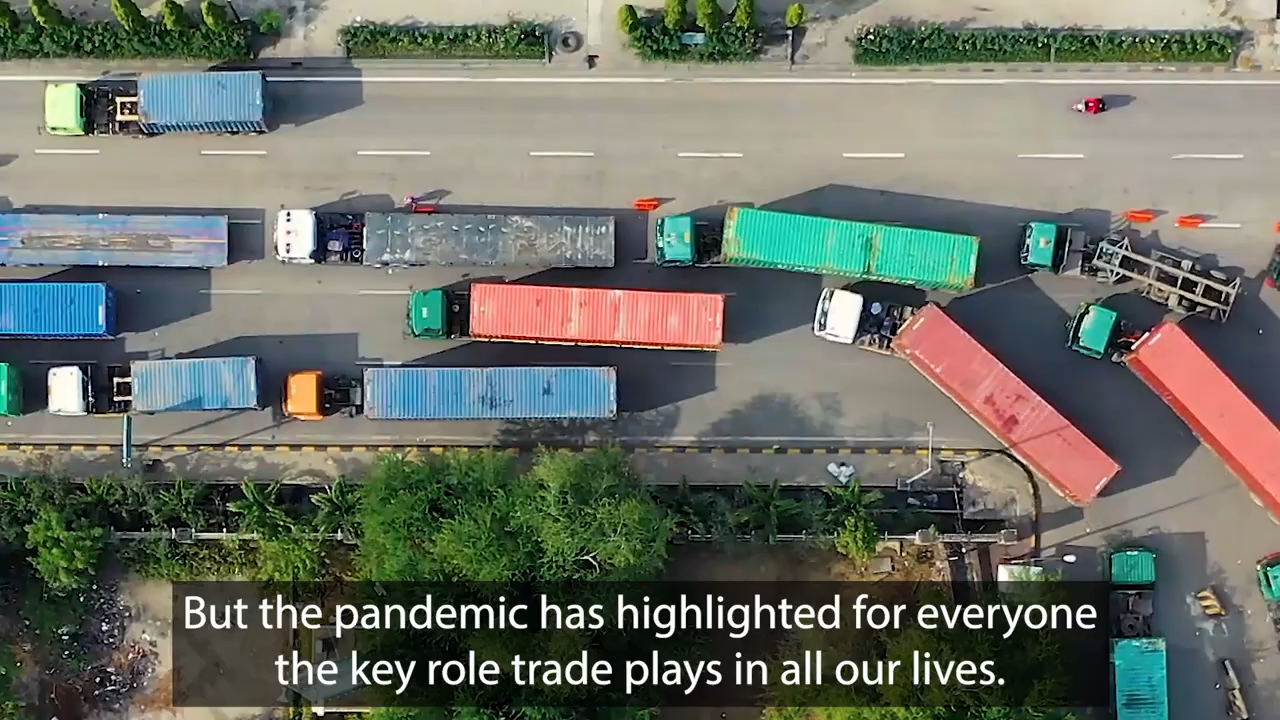 But the pandemic has highlighted for everyone
the key role trade plays in all our lives.